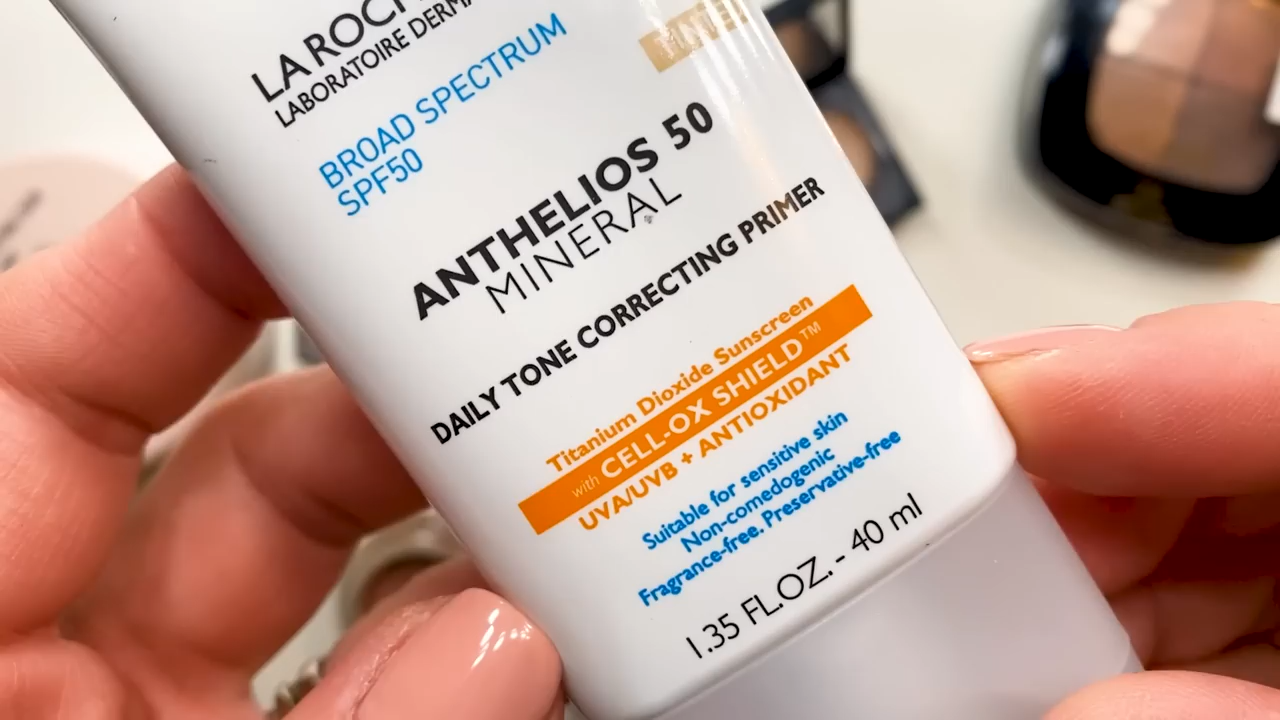 LA ROCH
LABORATOIRE DERMA
TINTE
BROAD SPECTRUM
SPF50
ANTHELIOS 50
MINERAL
DAILY TONE CORRECTING PRIMER
Titanium Dioxide Sunscreen
with CELL-OX SHIELD™
UVA/UVB + ANTIOXIDANT
Suitable for sensitive skin
Non-comedogenic
Fragrance-free. Preservative-free
1.35 FL.OZ. - 40 ml